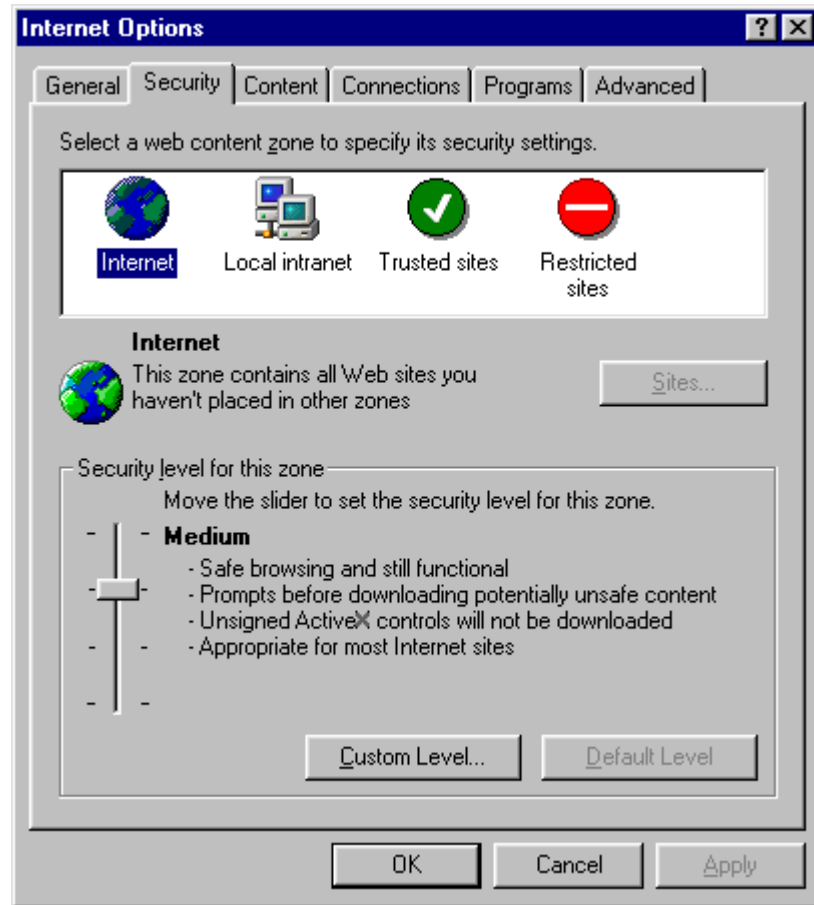 Internet Options
General Security Content Connections Programs Advanced
Select a web content zone to specify its security settings.
Internet Local intranet Trusted sites Restricted
sites
Internet
This zone contains all Web sites you
haven't placed in other zones
Sites...
Security level for this zone
Move the slider to set the security level for this zone.
Medium
- Safe browsing and still functional
- Prompts before downloading potentially unsafe content
- Unsigned ActiveX controls will not be downloaded
- Appropriate for most Internet sites
Custom Level... Default Level
OK Cancel Apply